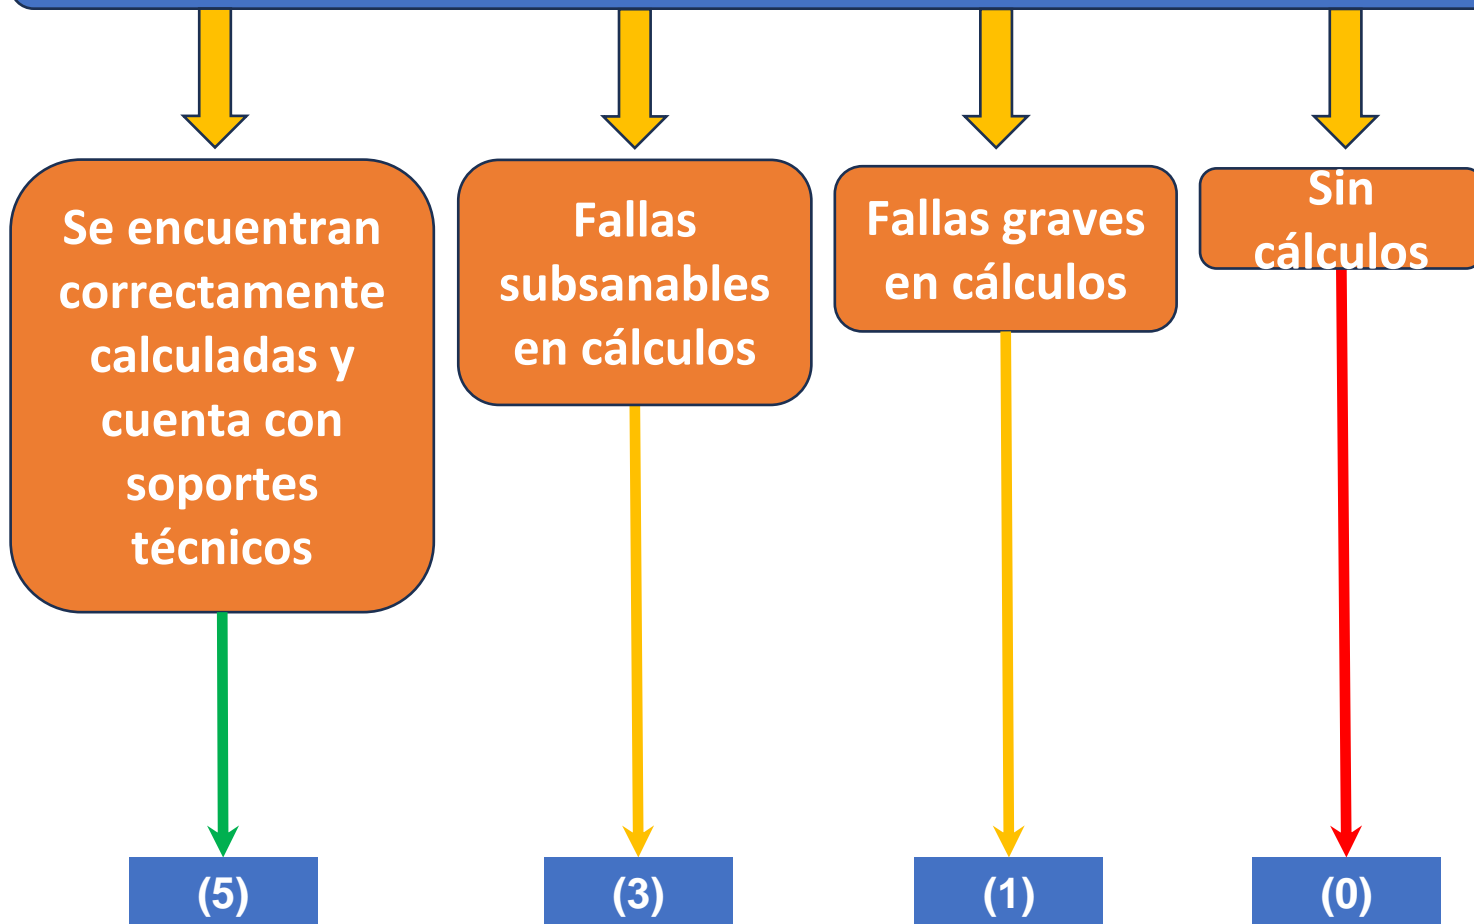 Se encuentran
correctamente
calculadas y
cuenta con
soportes
técnicos
Fallas
subsanables
en cálculos
Fallas graves
en cálculos
Sin
cálculos
(5)
(3)
(1)
(0)